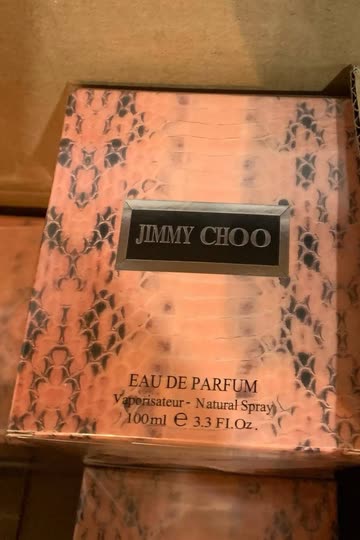 JIMMY CHOO
EAU DE PARFUM
Vaporisateur - Natural Spray
100ml e 3.3 Fl.Oz.